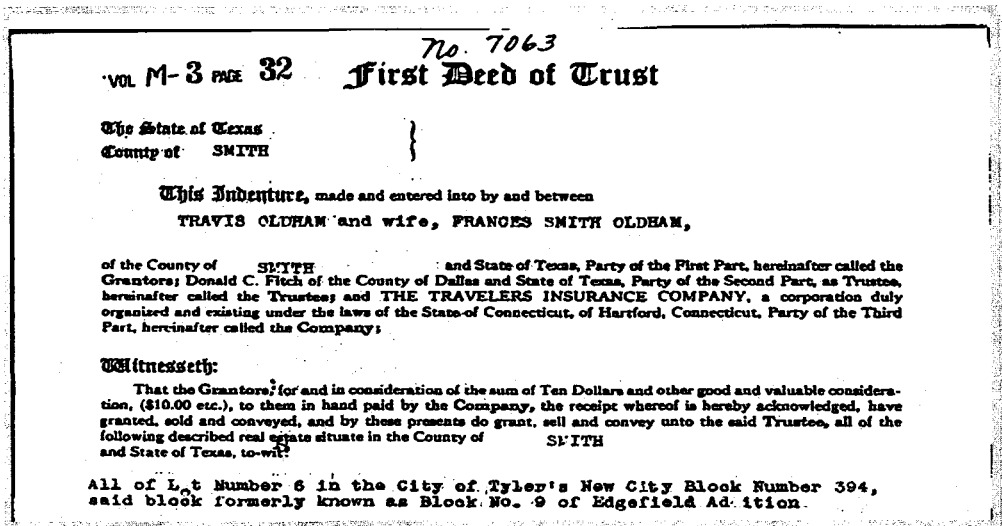 No. 7063
VOL M-3 PAGE 32 First Deed of Trust
The State of Texas
County of SMITH
This Indenture, made and entered into by and between
TRAVIS OLDHAM and wife, FRANCES SMITH OLDHAM,
of the County of SMITH and State of Texas, Party of the First Part, hereinafter called the
Grantors; Donald C. Fitch of the County of Dallas and State of Texas, Party of the Second Part, as Trustee,
hereinafter called the Trustee; and THE TRAVELERS INSURANCE COMPANY, a corporation duly
organized and existing under the laws of the State of Connecticut, of Hartford, Connecticut, Party of the Third
Part, hereinafter called the Company;
Witnesseth:
That the Grantors, for and in consideration of the sum of Ten Dollars and other good and valuable considera-
tion, ($10.00 etc.), to them in hand paid by the Company, the receipt whereof is hereby acknowledged, have
granted, sold and conveyed, and by these presents do grant, sell and convey unto the said Trustee, all of the
following described real estate situate in the County of SMITH
and State of Texas, to-wit:
All of Lot Number 6 in the City of Tyler's New City Block Number 394,
said block formerly known as Block No. 9 of Edgefield Ad ition.